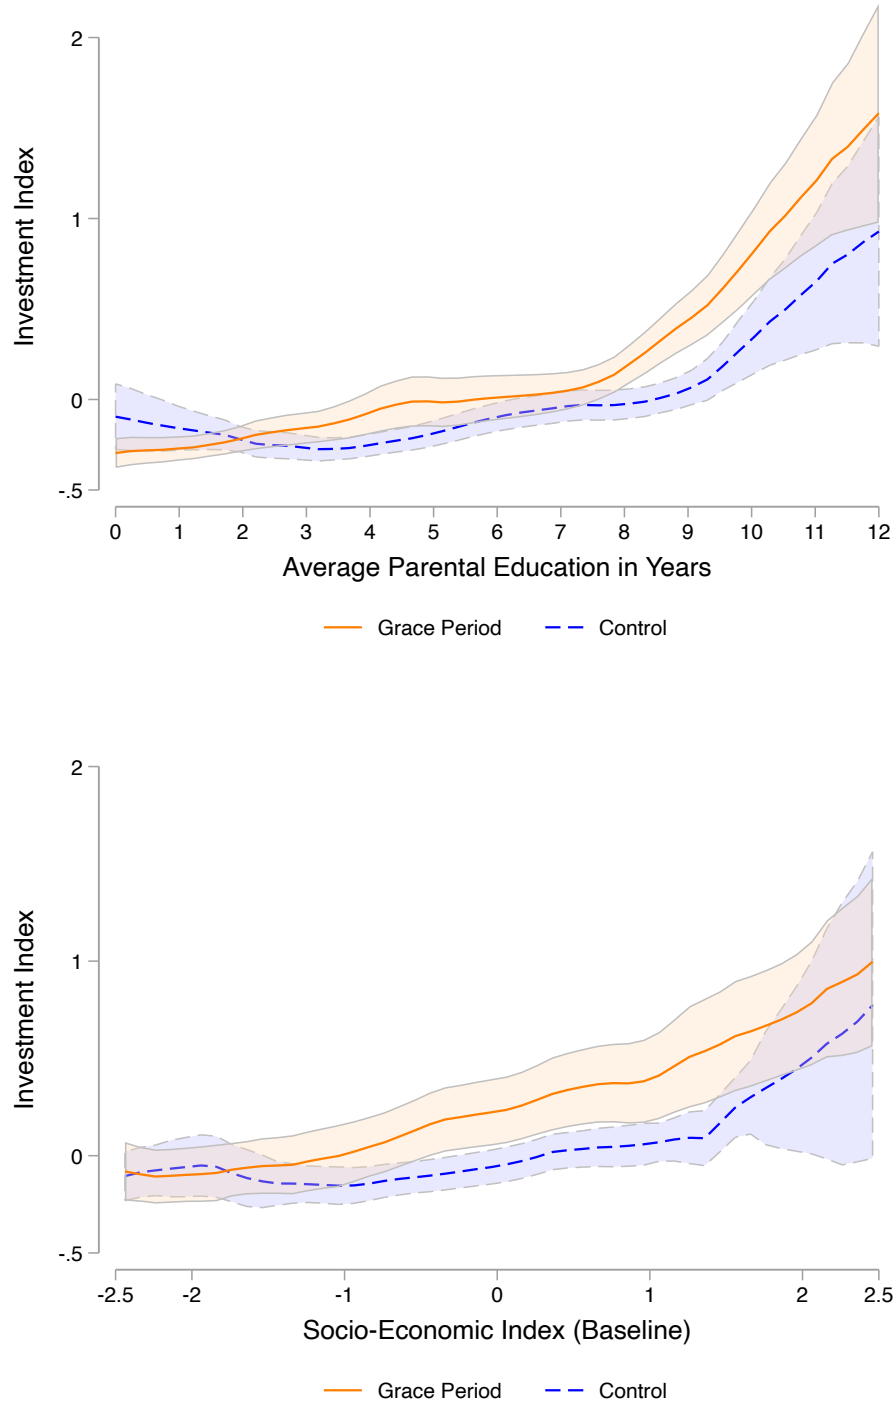 2
1
0
-.5
Investment Index
0 1 2 3 4 5 6 7 8 9 10 11 12
Average Parental Education in Years
Grace Period Control
2
1
0
-.5
Investment Index
-2.5 -2 -1 0 1 2 2.5
Socio-Economic Index (Baseline)
Grace Period Control